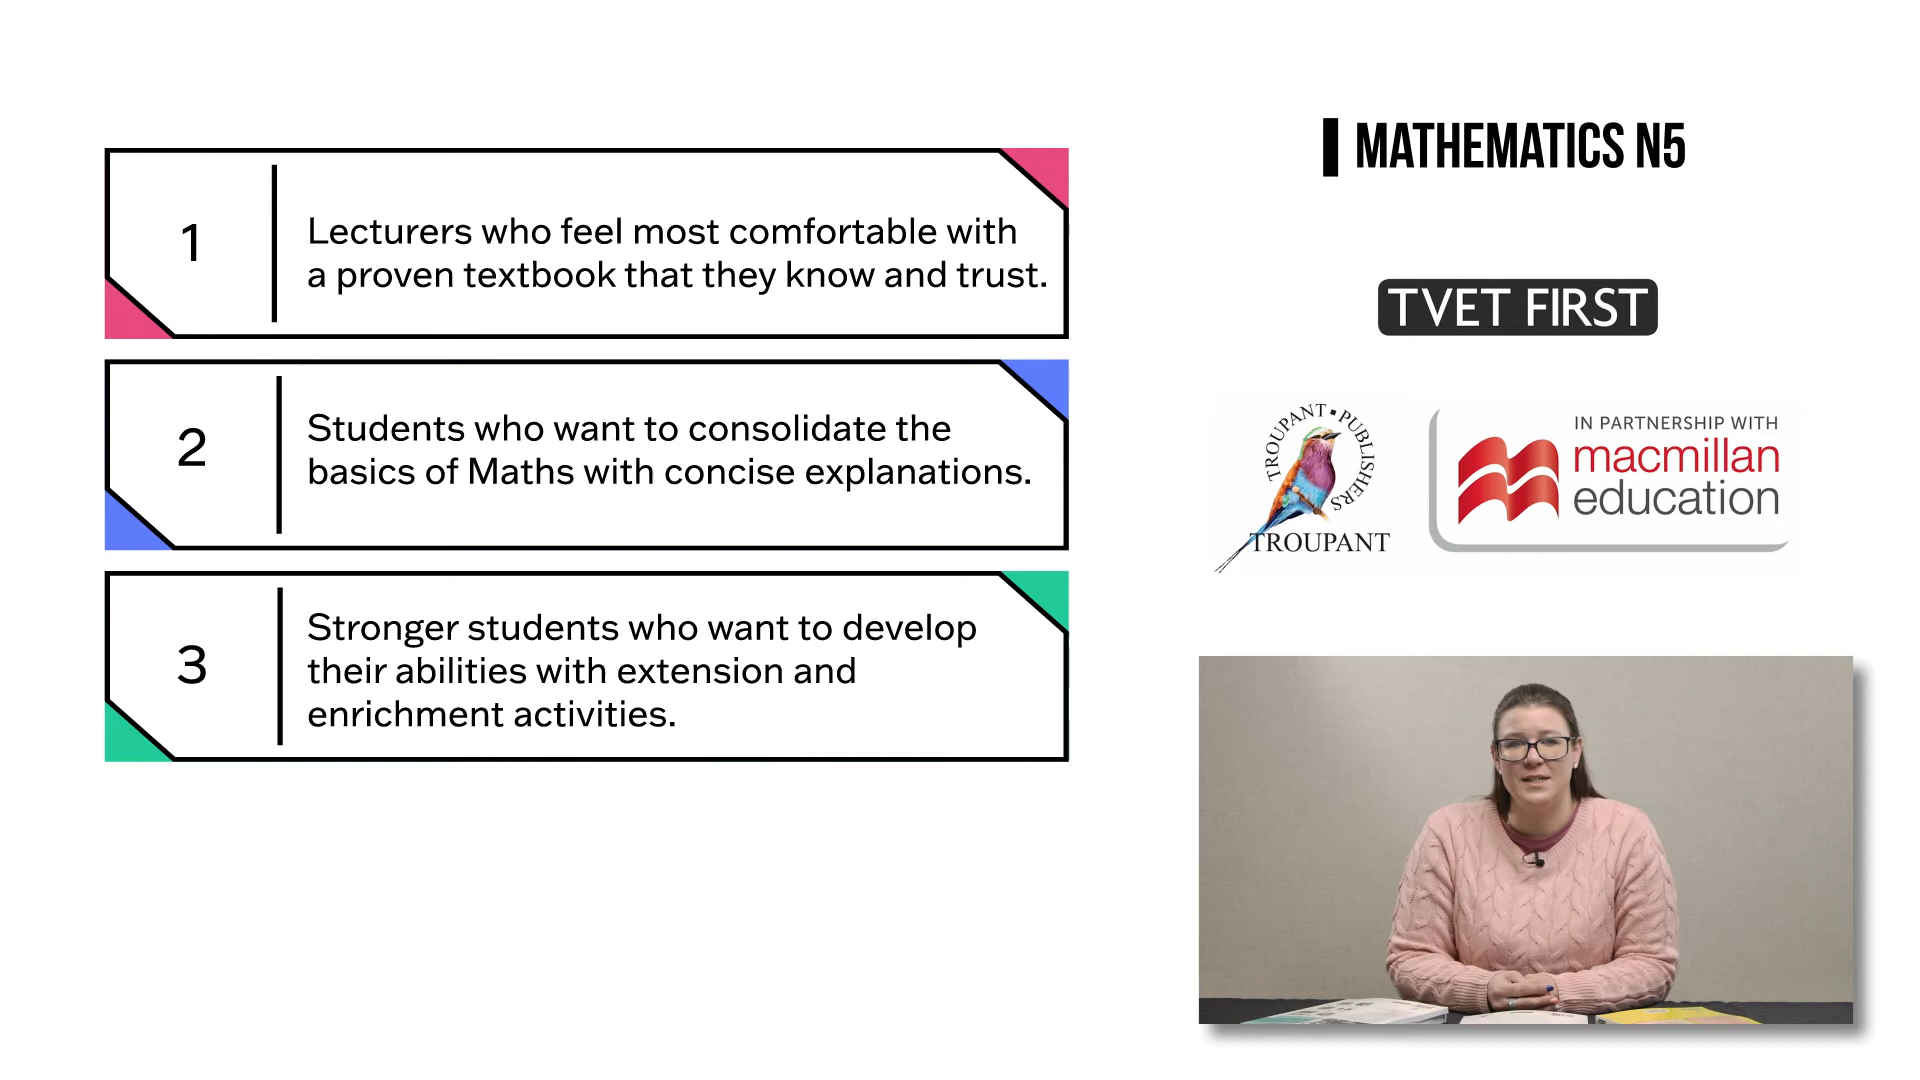 1
Lecturers who feel most comfortable with
a proven textbook that they know and trust.
2
Students who want to consolidate the
basics of Maths with concise explanations.
3
Stronger students who want to develop
their abilities with extension and
enrichment activities.
MATHEMATICS N5
TVET FIRST
TROUPANT ▪ PUBLISHERS
TROUPANT
IN PARTNERSHIP WITH
macmillan
education